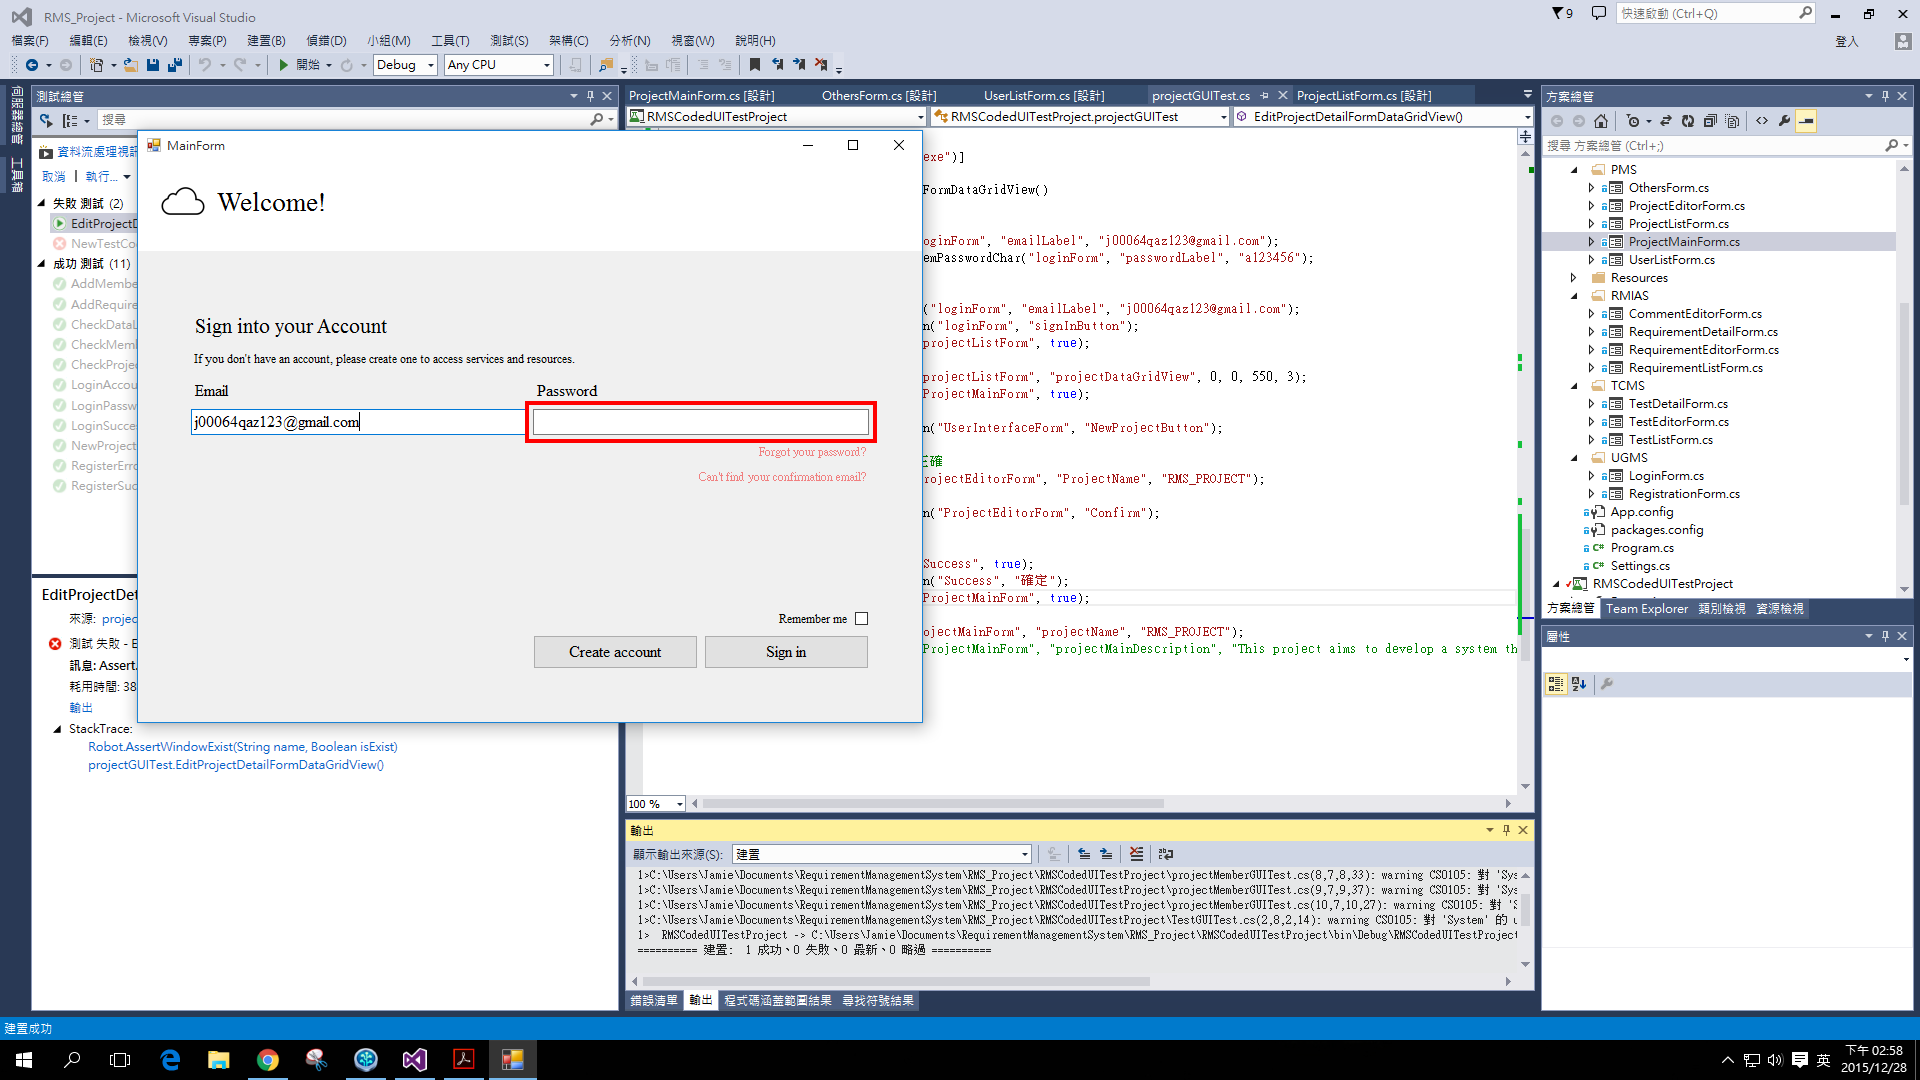 RMS_Project - Microsoft Visual Studio
9
快速啟動 (Ctrl+Q)
檔案(F) 編輯(E) 檢視(V) 專案(P) 建置(B) 偵錯(D) 小組(M) 工具(T) 測試(S) 架構(C) 分析(N) 視窗(W) 說明(H)
登入
開始 Debug Any CPU
伺服器總管
工具箱
測試總管
搜尋
資料流處理視訊
取消 | 執行...
失敗 測試 (2)
EditProjectD
NewTestCo
成功 測試 (11)
AddMembe
AddRequire
CheckDataL
CheckMemb
CheckProjec
LoginAccou
LoginPassw
LoginSucces
NewProject
RegisterErro
RegisterSuc
EditProjectDet
來源: projec
測試 失敗 - E
訊息: Assert.
耗用時間: 38
輸出
StackTrace:
Robot.AssertWindowExist(String name, Boolean isExist)
projectGUITest.EditProjectDetailFormDataGridView()
MainForm
Welcome!
Sign into your Account
If you don't have an account, please create one to access services and resources.
Email
Password
j00064qaz123@gmail.com
Forgot your password?
Can't find your confirmation email?
Remember me
Create account
Sign in
ProjectMainForm.cs [設計] OthersForm.cs [設計] UserListForm.cs [設計] projectGUITest.cs ProjectListForm.cs [設計]
RMSCodedUITestProject RMSCodedUITestProject.projectGUITest EditProjectDetailFormDataGridView()
exe")]
FormDataGridView()
oginForm", "emailLabel", "j00064qaz123@gmail.com");
emPasswordChar("loginForm", "passwordLabel", "a123456");
("loginForm", "emailLabel", "j00064qaz123@gmail.com");
n("loginForm", "signInButton");
projectListForm", true);
projectListForm", "projectDataGridView", 0, 0, 550, 3);
ProjectMainForm", true);
n("UserInterfaceForm", "NewProjectButton");
正確
rojectEditorForm", "ProjectName", "RMS_PROJECT");
n("ProjectEditorForm", "Confirm");
Success", true);
n("Success", "確定");
ProjectMainForm", true);
ojectMainForm", "projectName", "RMS_PROJECT");
ProjectMainForm", "projectMainDescription", "This project aims to develop a system th
100 %
輸出
顯示輸出來源(S): 建置
1>C:\Users\Jamie\Documents\RequirementManagementSystem\RMS_Project\RMSCodedUITestProject\projectMemberGUITest.cs(8,7,8,33): warning CS0105: 對 'Sys
1>C:\Users\Jamie\Documents\RequirementManagementSystem\RMS_Project\RMSCodedUITestProject\projectMemberGUITest.cs(9,7,9,37): warning CS0105: 對 'Sys
1>C:\Users\Jamie\Documents\RequirementManagementSystem\RMS_Project\RMSCodedUITestProject\projectMemberGUITest.cs(10,7,10,27): warning CS0105: 對 'S
1>C:\Users\Jamie\Documents\RequirementManagementSystem\RMS_Project\RMSCodedUITestProject\TestGUITest.cs(2,8,2,14): warning CS0105: 對 'System' 的 u
1> RMSCodedUITestProject -> C:\Users\Jamie\Documents\RequirementManagementSystem\RMS_Project\RMSCodedUITestProject\bin\Debug\RMSCodedUITestProject
========== 建置: 1 成功、0 失敗、0 最新、0 略過 ==========
錯誤清單 輸出 程式碼涵蓋範圍結果 尋找符號結果
方案總管
搜尋 方案總管 (Ctrl+;)
PMS
OthersForm.cs
ProjectEditorForm.cs
ProjectListForm.cs
ProjectMainForm.cs
UserListForm.cs
Resources
RMIAS
CommentEditorForm.cs
RequirementDetailForm.cs
RequirementEditorForm.cs
RequirementListForm.cs
TCMS
TestDetailForm.cs
TestEditorForm.cs
TestListForm.cs
UGMS
LoginForm.cs
RegistrationForm.cs
App.config
packages.config
Program.cs
Settings.cs
RMSCodedUITestProject
方案總管 Team Explorer 類別檢視 資源檢視
屬性
建置成功
英
下午 02:58
2015/12/28